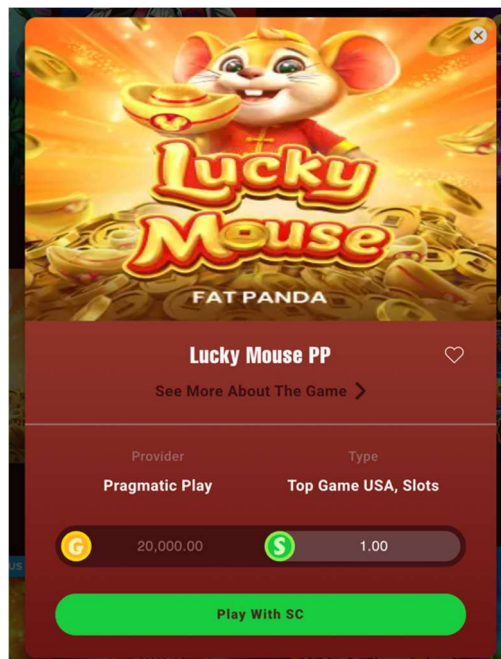 Lucky
Mouse
FAT PANDA
Lucky Mouse PP
See More About The Game
Provider
Type
Pragmatic Play
Top Game USA, Slots
G
20,000.00
S
1.00
US
Play With SC